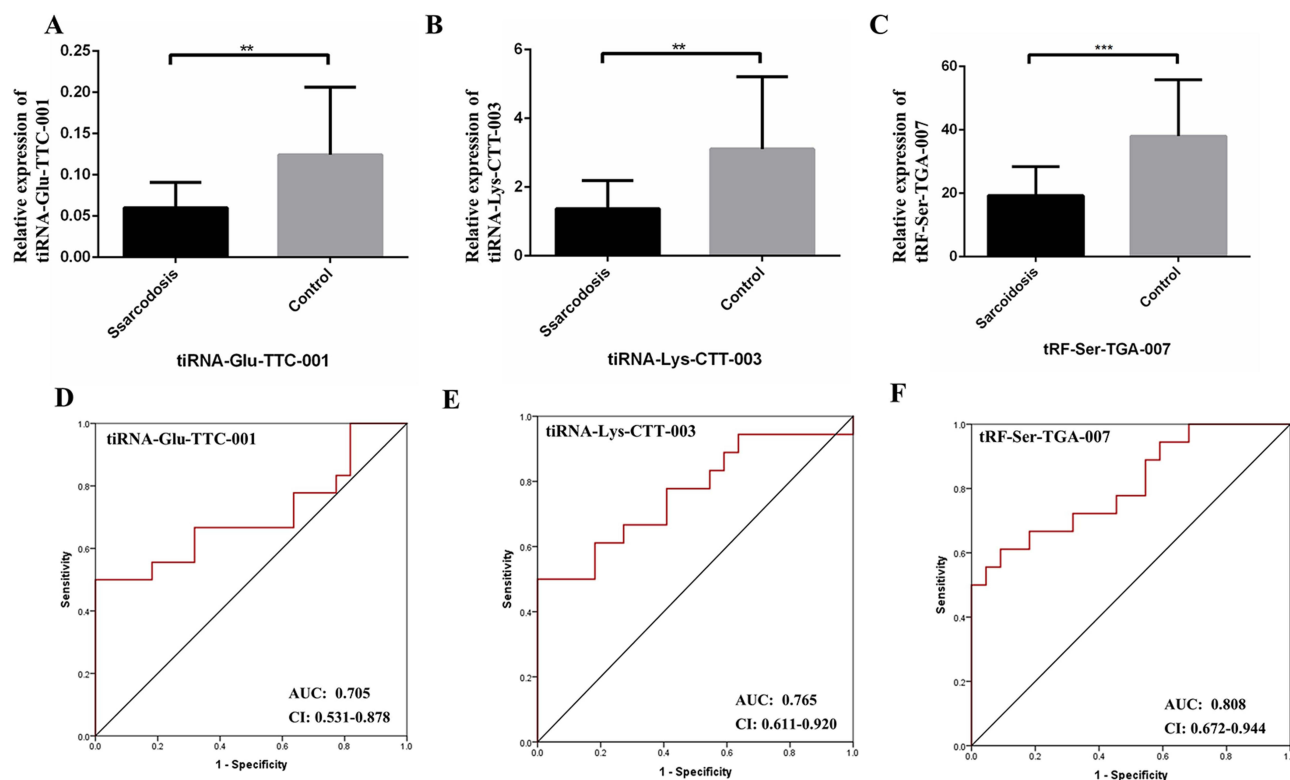 A
Relative expression of
tiRNA-Glu-TTC-001
0.25
0.20
0.15
0.10
0.05
0.00
**
Ssarcodosis
Control
tiRNA-Glu-TTC-001
B
Relative expression of
tiRNA-Lys-CTT-003
6
4
2
0
**
Ssarcodosis
Control
tiRNA-Lys-CTT-003
C
Relative expression of
tRF-Ser-TGA-007
60
40
20
0
***
Sarcoidosis
Control
tRF-Ser-TGA-007
D
tiRNA-Glu-TTC-001
Sensitivity
1.0
0.8
0.6
0.4
0.2
0.0
AUC: 0.705
CI: 0.531-0.878
0.0 0.2 0.4 0.6 0.8 1.0
1 - Specificity
E
tiRNA-Lys-CTT-003
Sensitivity
1.0
0.8
0.6
0.4
0.2
0.0
AUC: 0.765
CI: 0.611-0.920
0.0 0.2 0.4 0.6 0.8 1.0
1 - Specificity
F
tRF-Ser-TGA-007
Sensitivity
1.0
0.8
0.6
0.4
0.2
0.0
AUC: 0.808
CI: 0.672-0.944
0.0 0.2 0.4 0.6 0.8 1.0
1 - Specificity